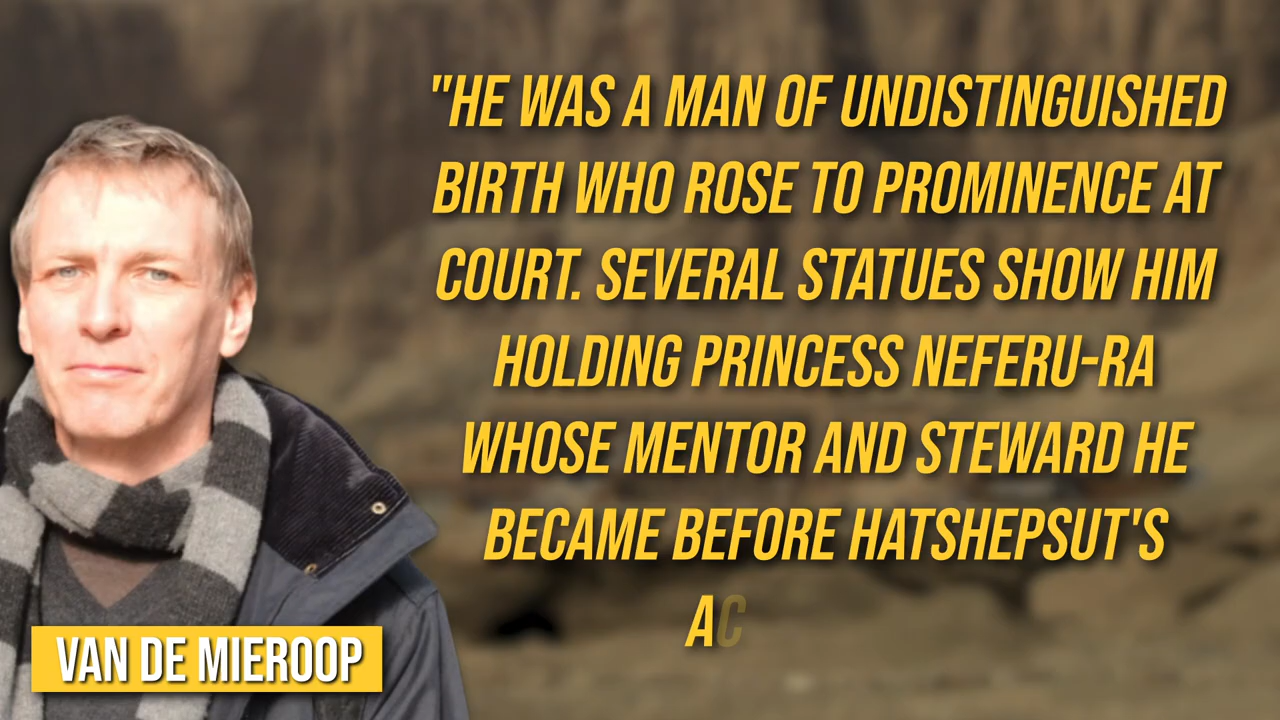 "HE WAS A MAN OF UNDISTINGUISHED
BIRTH WHO ROSE TO PROMINENCE AT
COURT. SEVERAL STATUES SHOW HIM
HOLDING PRINCESS NEFERU-RA
WHOSE MENTOR AND STEWARD HE
BECAME BEFORE HATSHEPSUT'S
AC
VAN DE MIEROOP